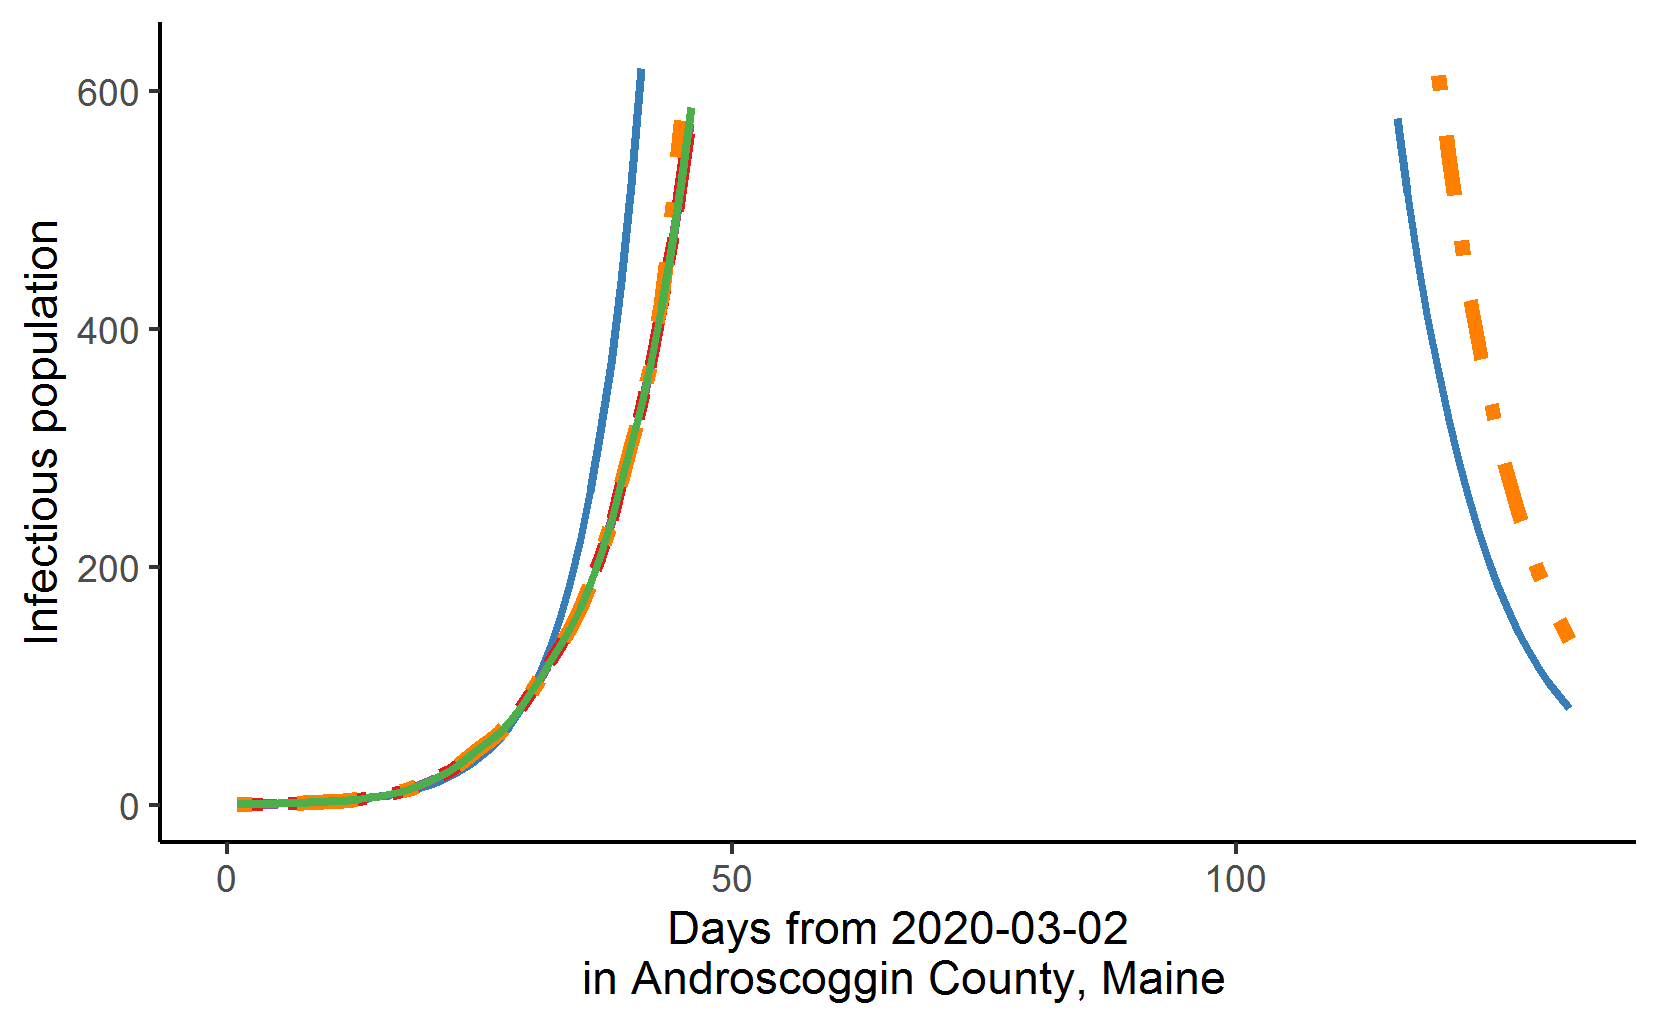 Infectious population
600
400
200
0
0 50 100
Days from 2020-03-02
in Androscoggin County, Maine